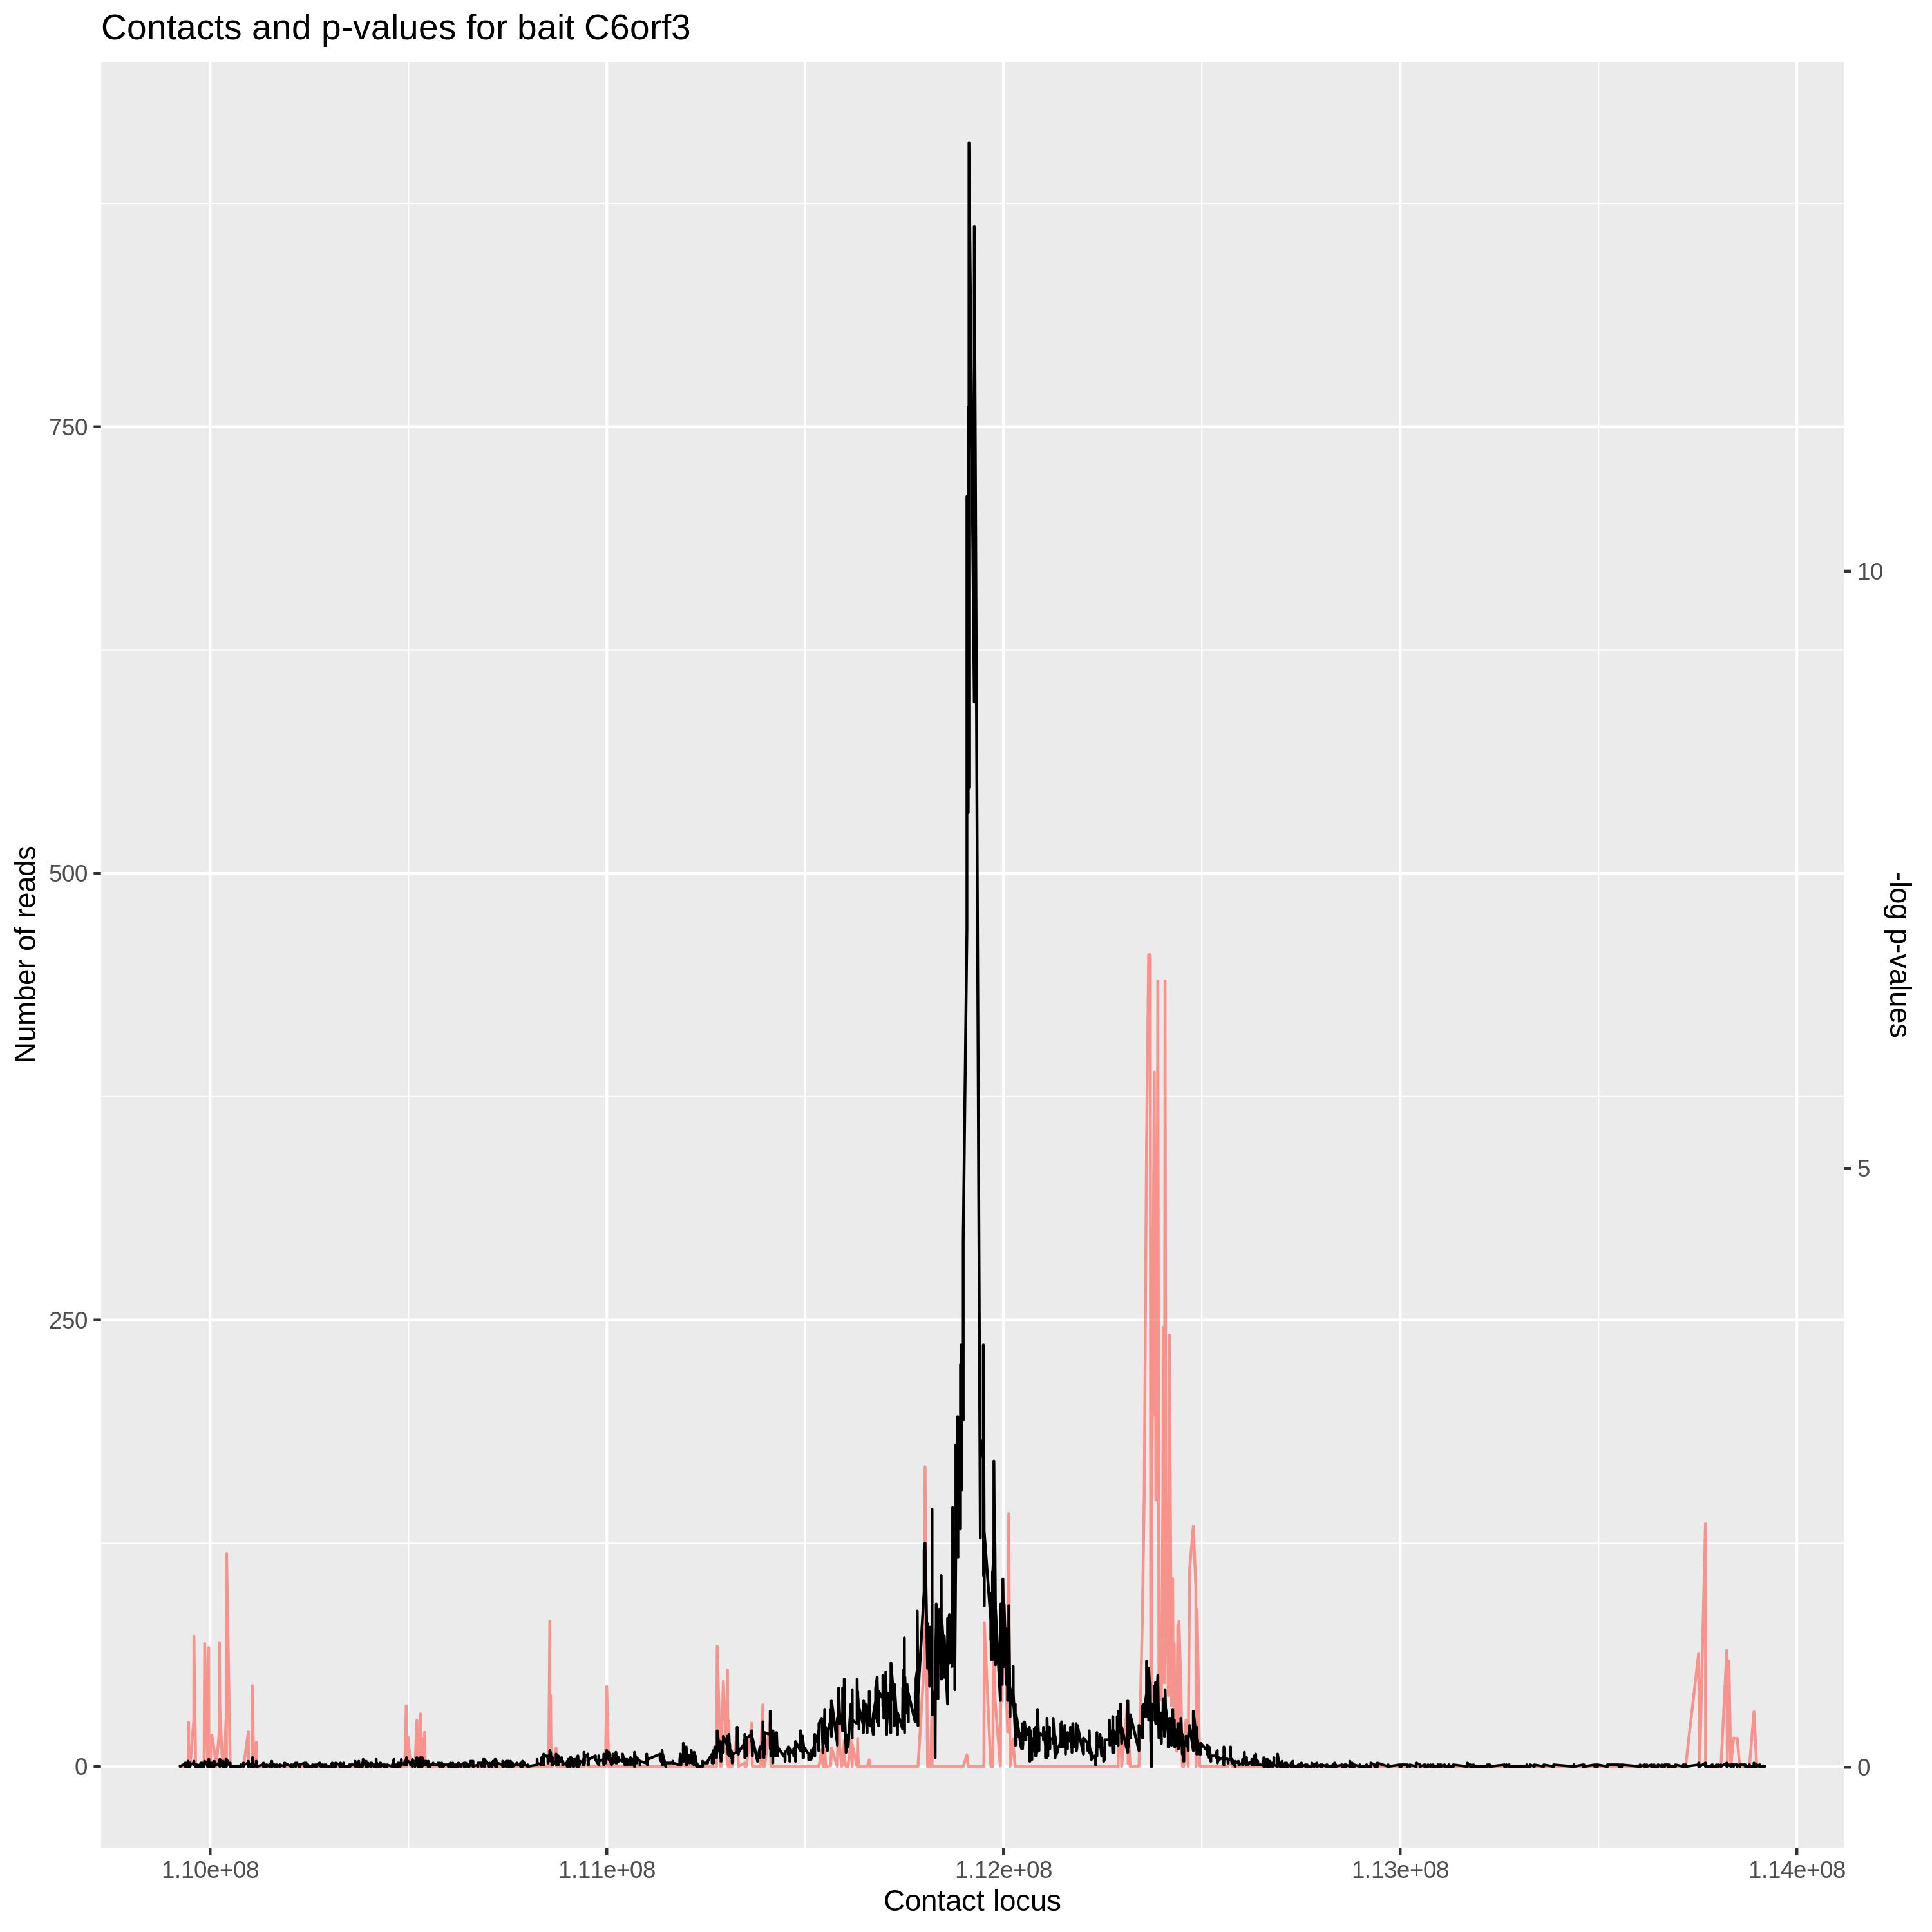 Contacts and p-values for bait C6orf3
Number of reads
750
500
250
0
10
5
0
-log p-values
1.10e+08
1.11e+08
1.12e+08
1.13e+08
1.14e+08
Contact locus